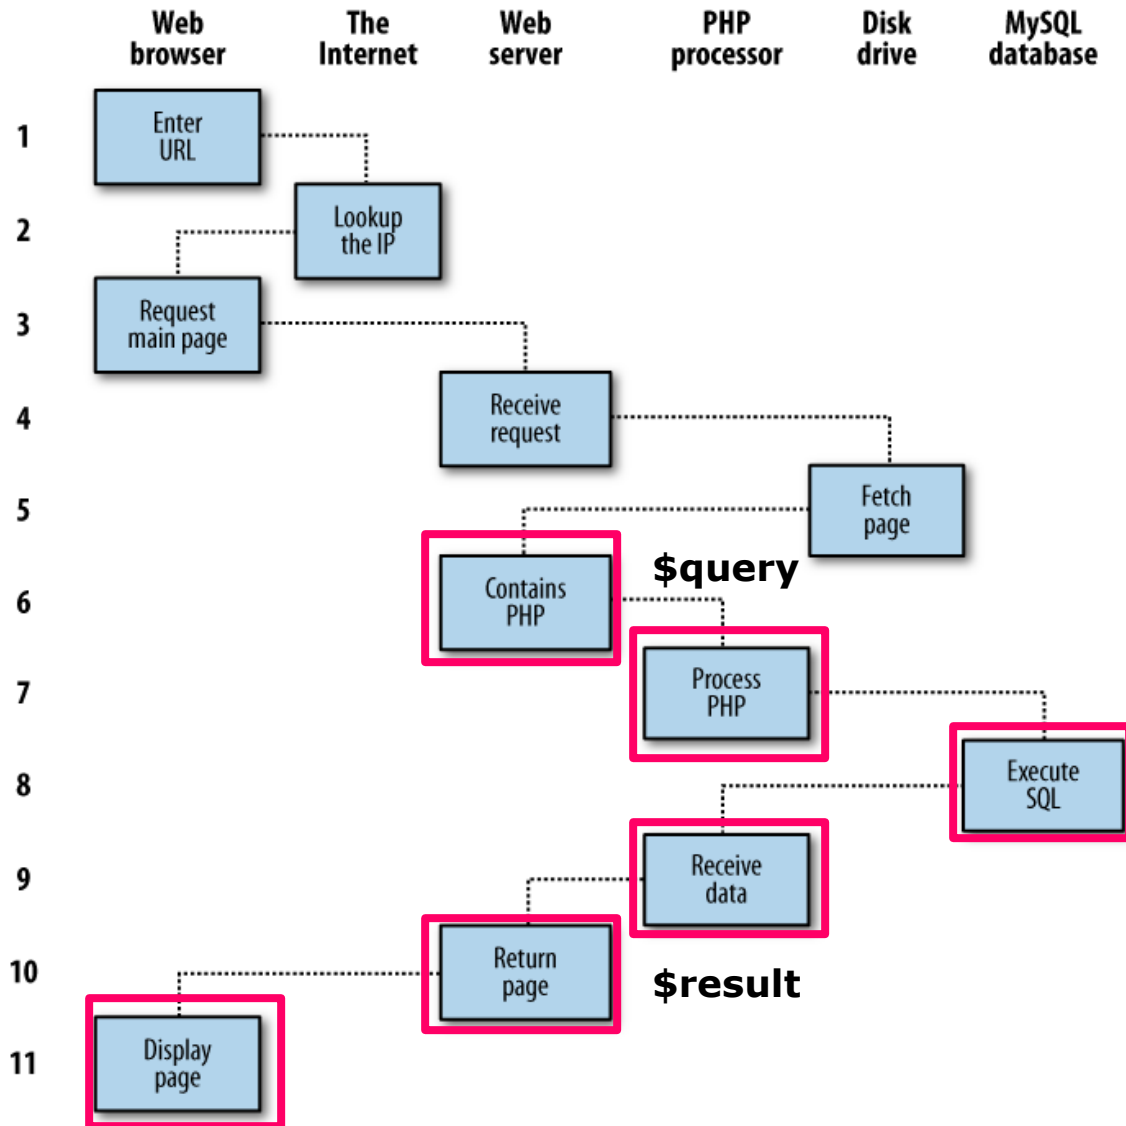 Web browser
The Internet
Web server
PHP processor
Disk drive
MySQL database
1
Enter
URL
2
Lookup
the IP
3
Request
main page
4
Receive
request
5
Fetch
page
$query
6
Contains
PHP
7
Process
PHP
8
Execute
SQL
9
Receive
data
10
Return
page
$result
11
Display
page